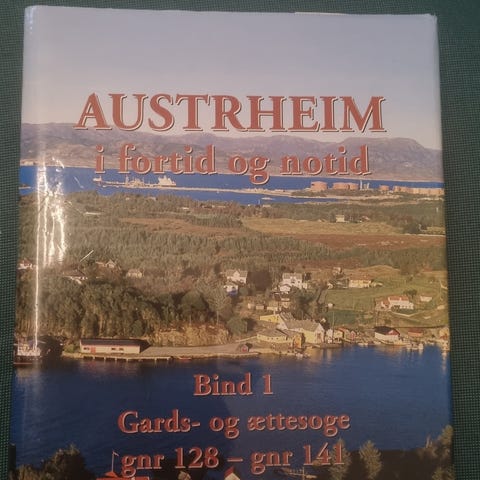 AUSTRHEIM
i fortid og notid
Bind 1
Gards- og ættesoge
gnr 128 – gnr 141